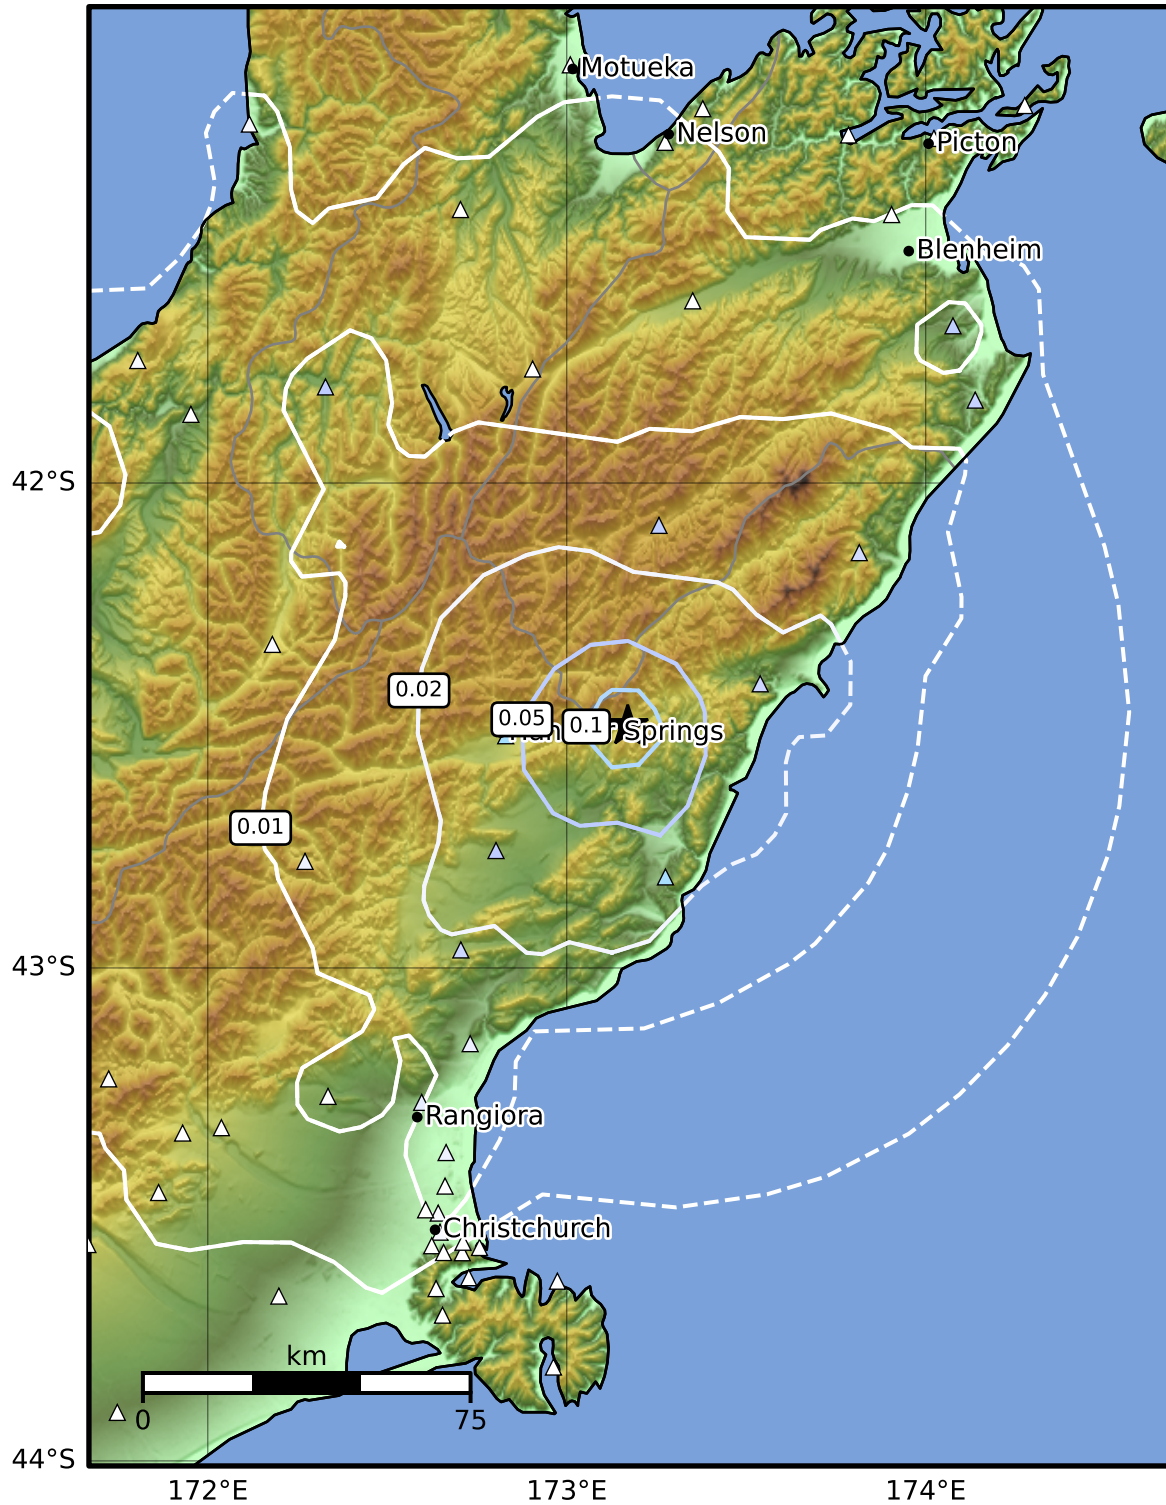 Motueka
Nelson
Picton
Blenheim
42°S
0.02
0.05
0.1
Springs
0.01
43°S
Rangiora
Christchurch
km
0
75
44°S
172°E
173°E
174°E